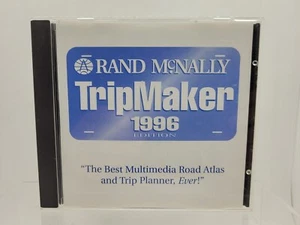 RAND McNALLY
TripMaker
1996
EDITION
"The Best Multimedia Road Atlas
and Trip Planner, Ever!"